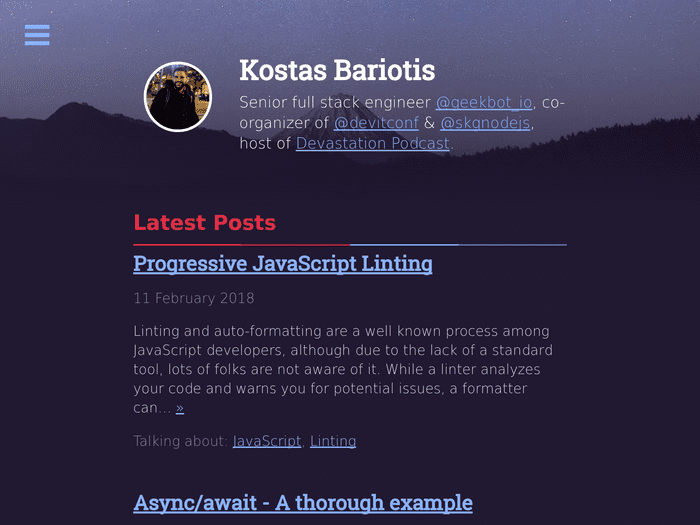 Kostas Bariotis
Senior full stack engineer @geekbot_io, co-
organizer of @devitconf & @skgnodejs,
host of Devastation Podcast.
Latest Posts
Progressive JavaScript Linting
11 February 2018
Linting and auto-formatting are a well known process among
JavaScript developers, although due to the lack of a standard
tool, lots of folks are not aware of it. While a linter analyzes
your code and warns you for potential issues, a formatter
can... »
Talking about: JavaScript, Linting
Async/await - A thorough example